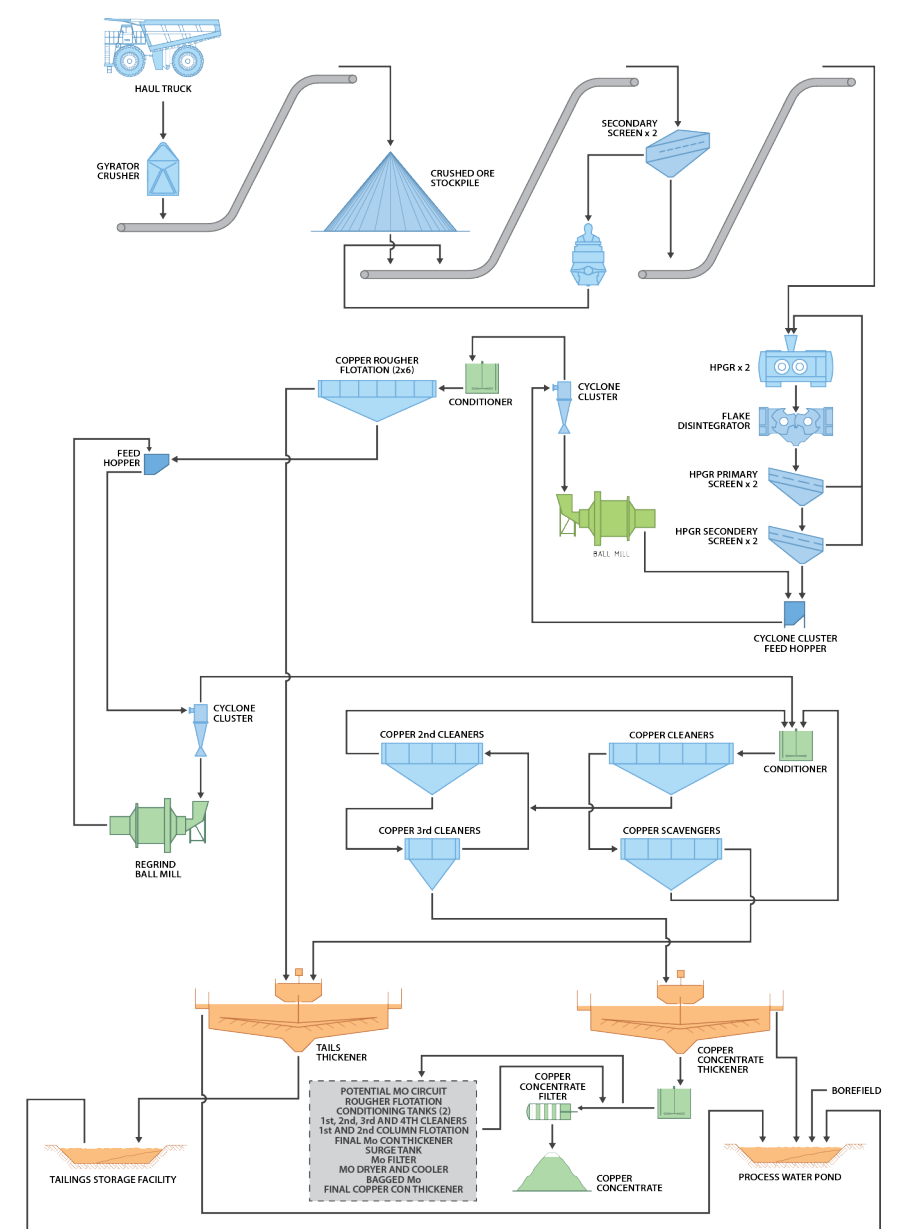 HAUL TRUCK
GYRATOR
CRUSHER
CRUSHED ORE
STOCKPILE
SECONDARY
SCREEN x 2
HPGR x 2
FLAKE
DISINTEGRATOR
HPGR PRIMARY
SCREEN x 2
HPGR SECONDERY
SCREEN x 2
CYCLONE CLUSTER
FEED HOPPER
COPPER ROUGHER
FLOTATION (2x6)
CONDITIONER
CYCLONE
CLUSTER
BALL MILL
FEED
HOPPER
CYCLONE
CLUSTER
REGRIND
BALL MILL
COPPER 2nd CLEANERS
COPPER CLEANERS
CONDITIONER
COPPER 3rd CLEANERS
COPPER SCAVENGERS
TAILS
THICKENER
COPPER
CONCENTRATE
THICKENER
COPPER
CONCENTRATE
FILTER
BOREFIELD
POTENTIAL MO CIRCUIT
ROUGHER FLOTATION
CONDITIONING TANKS (2)
1st, 2nd, 3rd AND 4TH CLEANERS
1st AND 2nd COLUMN FLOTATION
FINAL Mo CON THICKENER
SURGE TANK
Mo FILTER
MO DRYER AND COOLER
BAGGED Mo
FINAL COPPER CON THICKENER
TAILINGS STORAGE FACILITY
COPPER
CONCENTRATE
PROCESS WATER POND